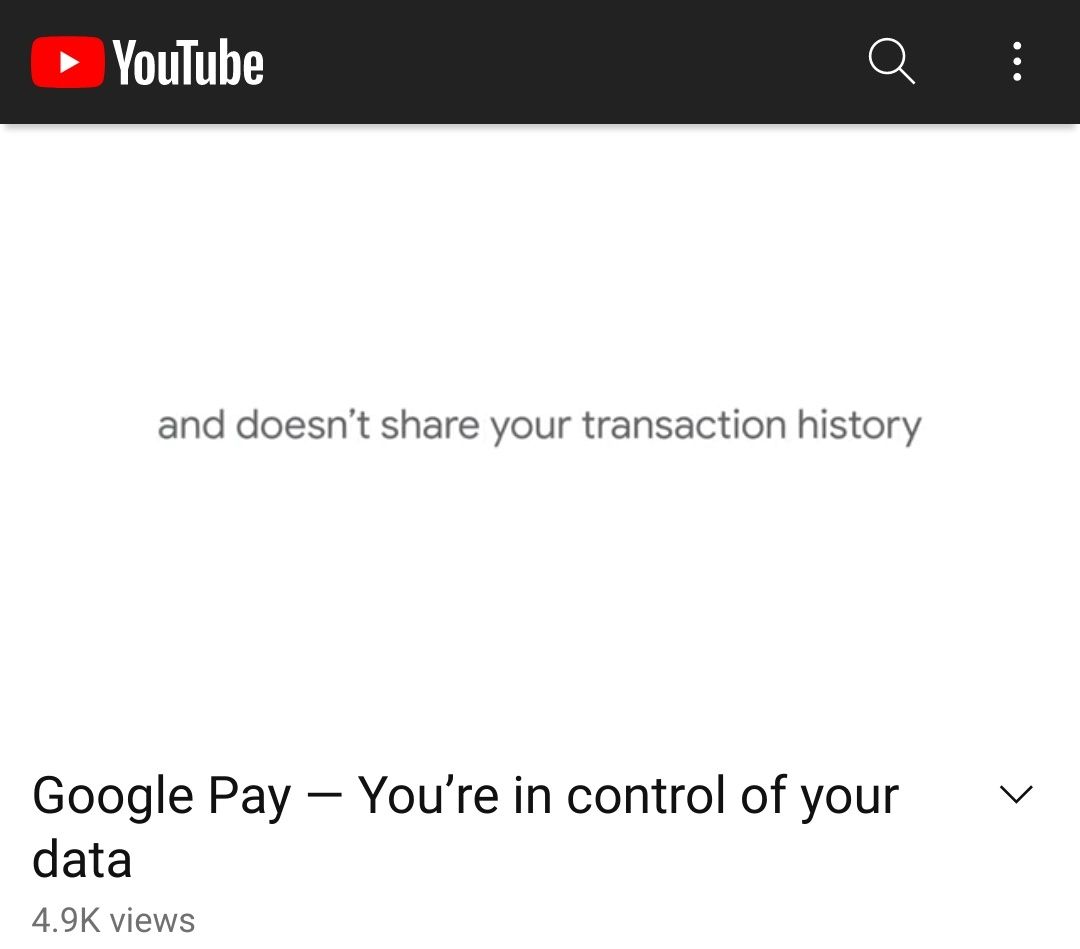 YouTube
and doesn’t share your transaction history
Google Pay — You’re in control of your
data
4.9K views